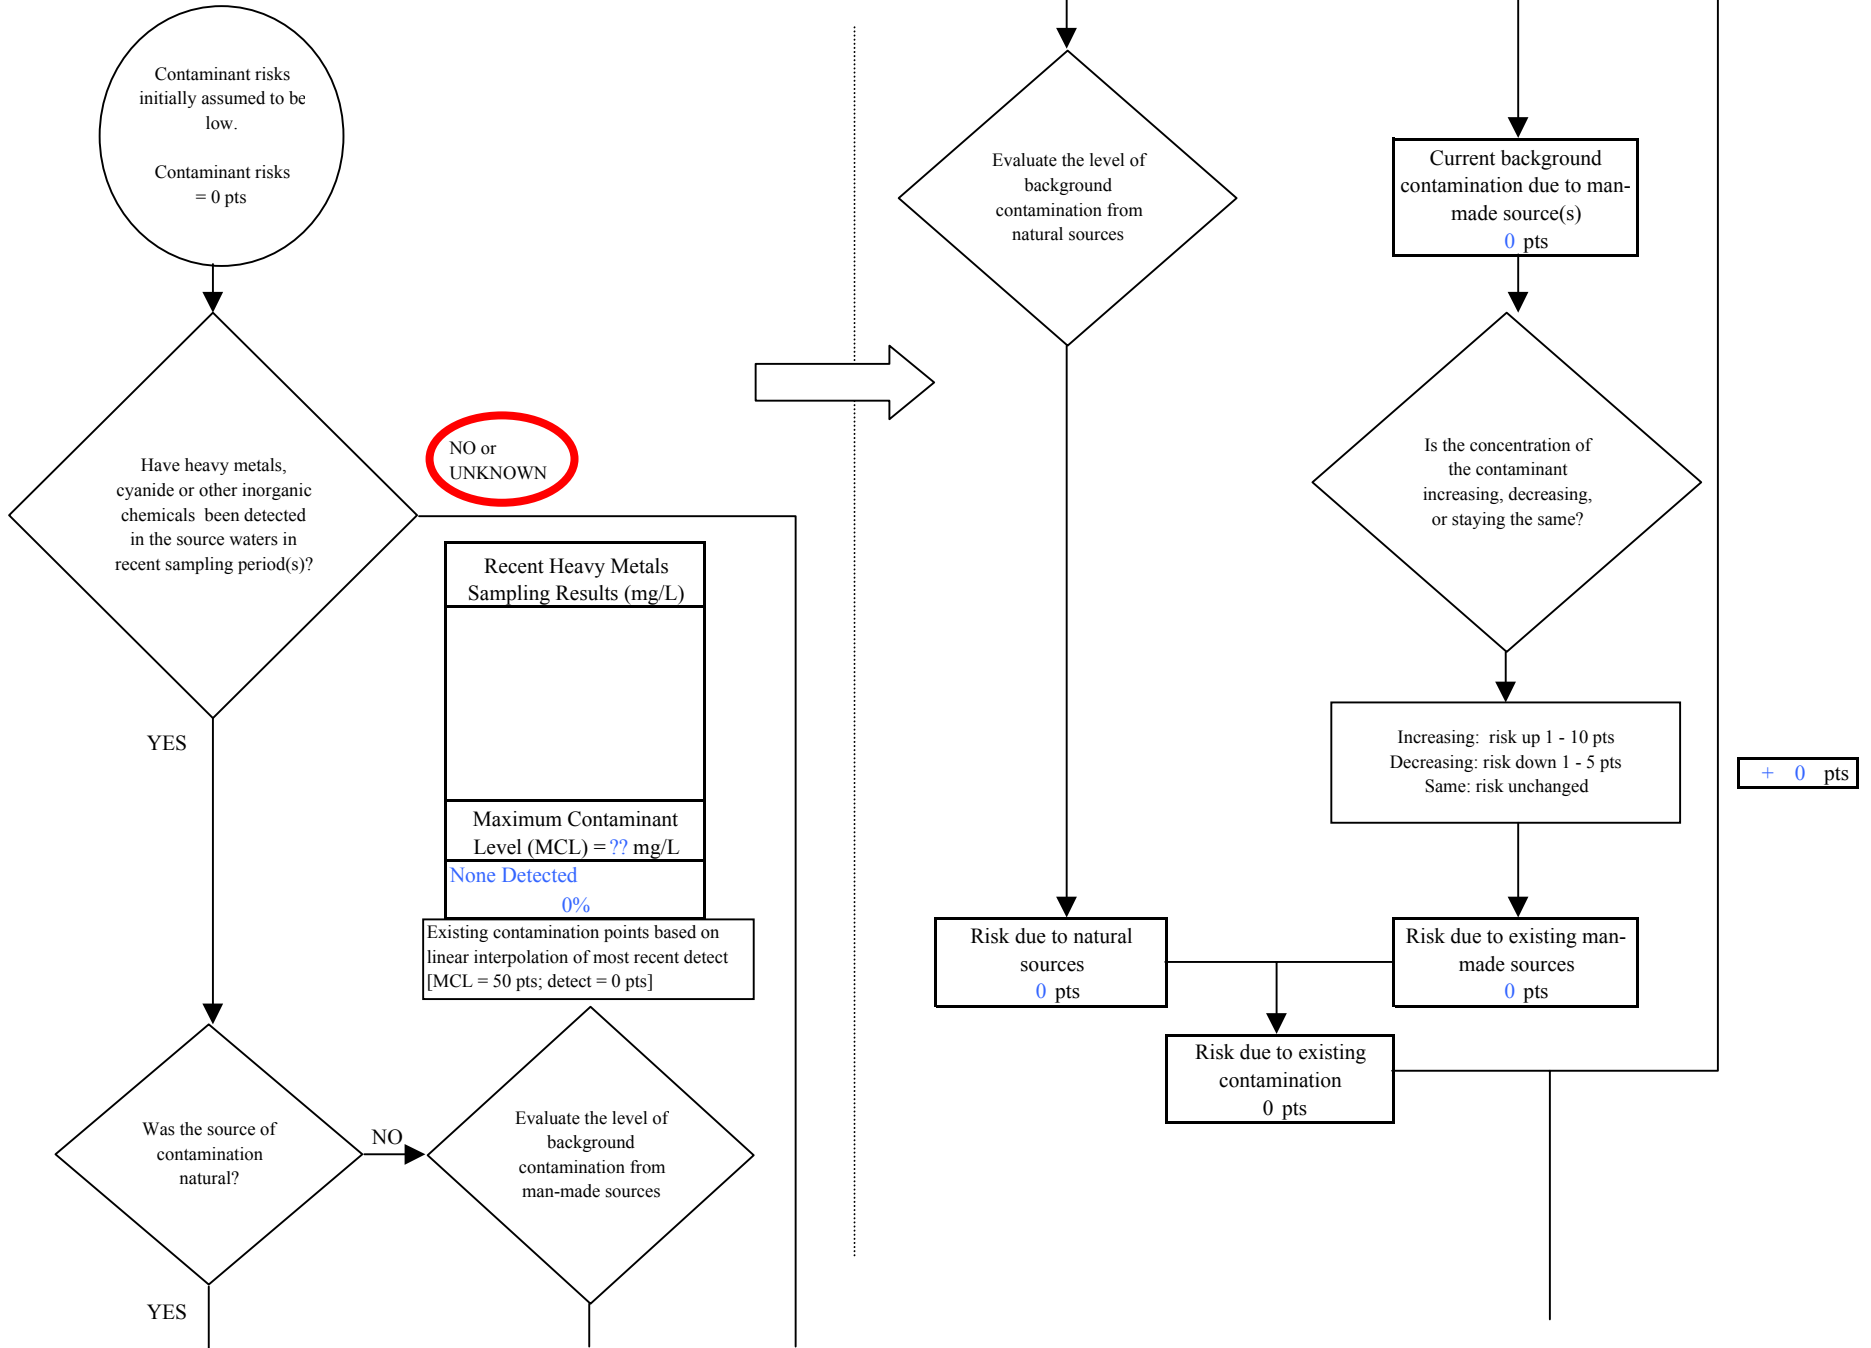 Contaminant risks
initially assumed to be
low.
Contaminant risks
= 0 pts
Have heavy metals,
cyanide or other inorganic
chemicals been detected
in the source waters in
recent sampling period(s)?
NO or
UNKNOWN
YES
Recent Heavy Metals
Sampling Results (mg/L)
Maximum Contaminant
Level (MCL) = ?? mg/L
None Detected
0%
Existing contamination points based on
linear interpolation of most recent detect
[MCL = 50 pts; detect = 0 pts]
Was the source of
contamination
natural?
NO
Evaluate the level of
background
contamination from
man-made sources
YES
Evaluate the level of
background
contamination from
natural sources
Current background
contamination due to man-
made source(s)
0 pts
Is the concentration of
the contaminant
increasing, decreasing,
or staying the same?
Increasing: risk up 1 - 10 pts
Decreasing: risk down 1 - 5 pts
Same: risk unchanged
+ 0 pts
Risk due to natural
sources
0 pts
Risk due to existing man-
made sources
0 pts
Risk due to existing
contamination
0 pts